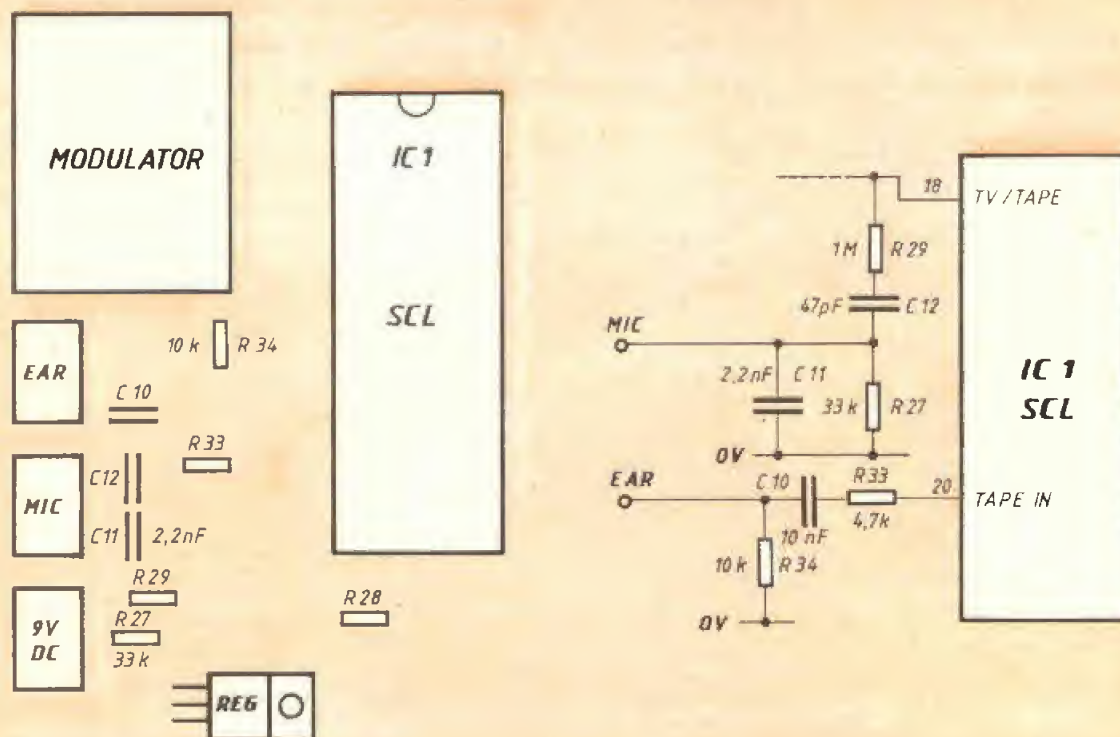 MODULATOR
IC 1
SCL
EAR
10 k R 34
C 10
R 33
MIC
C12
C11 2,2nF
R 29
9V
DC
R 27
33 k
R 28
REG
18 TV / TAPE
1 M R 29
47pF C 12
MIC
2,2nF C 11
33 k R 27
0V
IC 1
SCL
EAR
C 10 R 33
20 TAPE IN
10 nF 4,7k
10 k R 34
0V